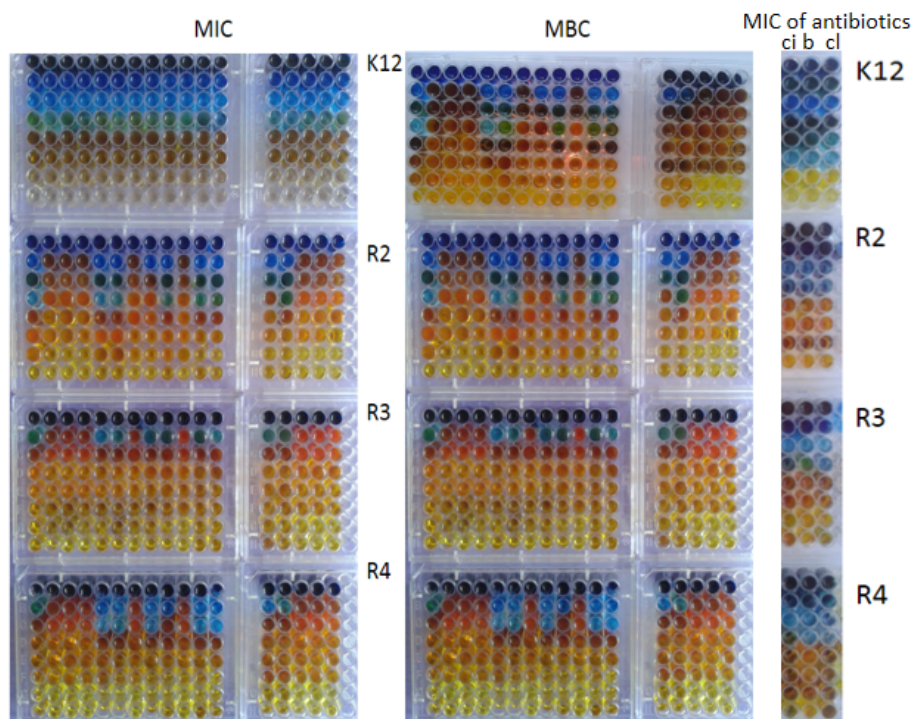 MIC
MBC
MIC of antibiotics
ci b cl
K12
K12
R2
R2
R3
R3
R4
R4